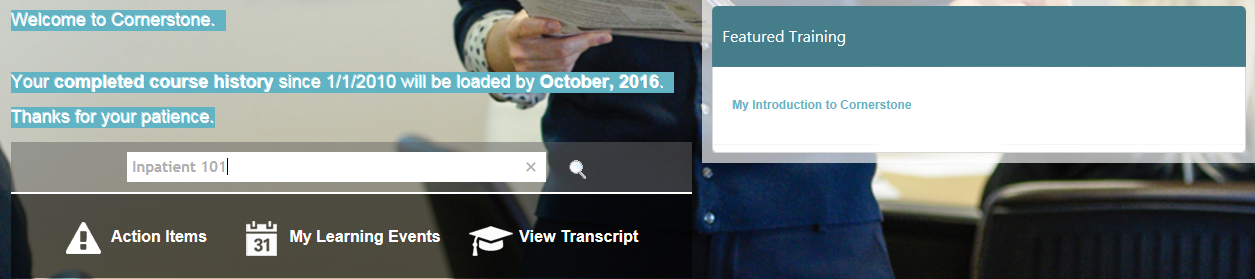 Welcome to Cornerstone.
Your completed course history since 1/1/2010 will be loaded by October, 2016.
Thanks for your patience.
Inpatient 101 ×
31
Action Items
My Learning Events
View Transcript
Featured Training
My Introduction to Cornerstone